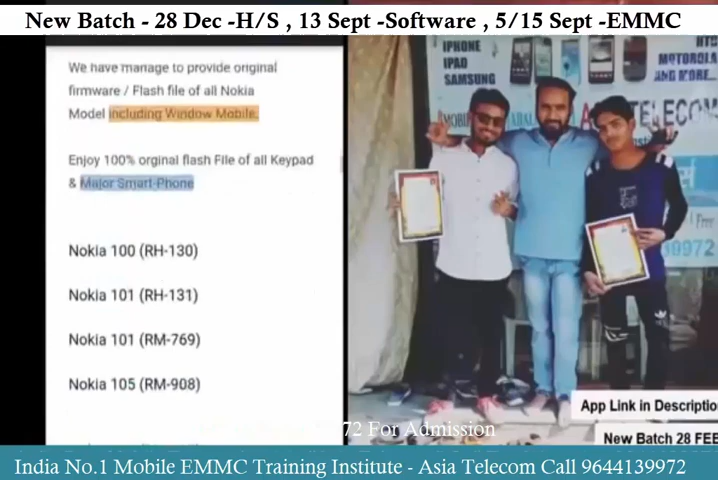 New Batch - 28 Dec -H/S , 13 Sept -Software , 5/15 Sept -EMMC
We have manage to provide original
firmware / Flash file of all Nokia
Model including Window Mobile.
Enjoy 100% orginal flash File of all Keypad
& Major Smart-Phone
Nokia 100 (RH-130)
Nokia 101 (RH-131)
Nokia 101 (RM-769)
Nokia 105 (RM-908)
IPHONE
IPAD
SAMSUNG
MOTOROLA
AND MORE...
TELECOM
39972
App Link in Descriptio
72 For Admission
New Batch 28 FEB
India No.1 Mobile EMMC Training Institute - Asia Telecom Call 9644139972